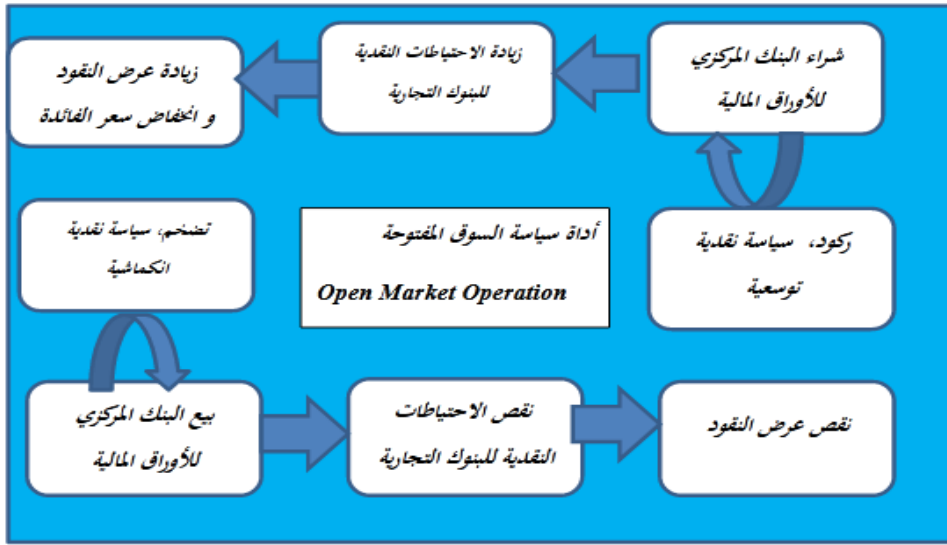 شراء البنك المركزي
للأوراق المالية
زيادة الاحتياطات النقدية
للبنوك التجارية
زيادة عرض النقود
و انخفاض سعر الفائدة
ركود، سياسة نقدية
توسعية
أداة سياسة السوق المفتوحة
Open Market Operation
تضخم، سياسة نقدية
انكماشية
بيع البنك المركزي
للأوراق المالية
نقص الاحتياطات
النقدية للبنوك التجارية
نقص عرض النقود